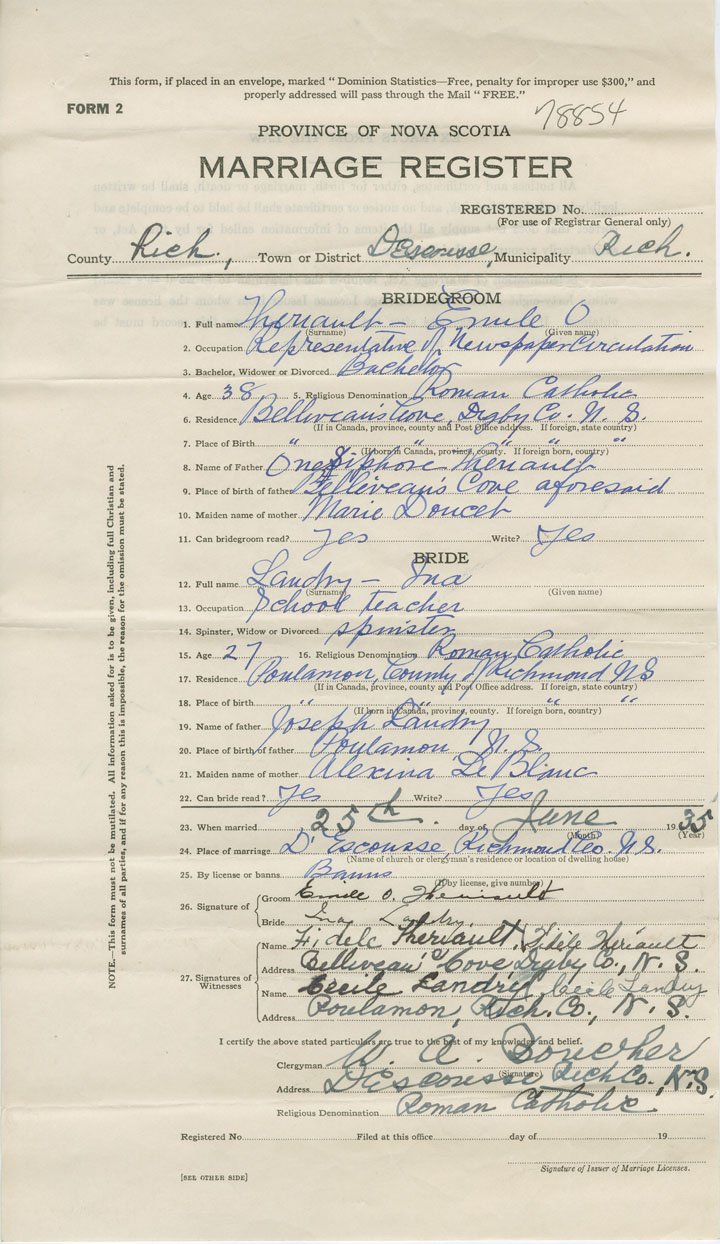 This form, if placed in an envelope, marked “ Dominion Statistics—Free, penalty for improper use $300,” and
properly addressed will pass through the Mail “ FREE.”
FORM 2
78854
PROVINCE OF NOVA SCOTIA
MARRIAGE REGISTER
REGISTERED No.
(For use of Registrar General only)
County Rich., Town or District D'Escousse, Municipality Rich.
BRIDEGROOM
1. Full name Theriault – Emile O
(Surname) (Given name)
2. Occupation Representative of Newspaper Circulation
3. Bachelor, Widower or Divorced Bachelor
4. Age 38 5. Religious Denomination Roman Catholic
6. Residence Belliveau's Cove, Digby Co. N. S.
(If in Canada, province, county and Post Office address. If foreign, state country)
7. Place of Birth " " " "
(If born in Canada, province, county. If foreign born, country)
8. Name of Father Onesiphore Theriault
9. Place of birth of father Belliveau's Cove aforesaid
10. Maiden name of mother Marie Doucet
11. Can bridegroom read? Yes Write? Yes
BRIDE
12. Full name Landry – Ina
(Surname) (Given name)
13. Occupation School teacher
14. Spinster, Widow or Divorced spinster
15. Age 27 16. Religious Denomination Roman Catholic
17. Residence Poulamon, County of Richmond N S
(If in Canada, province, county and Post Office address. If foreign, state country)
18. Place of birth " " " "
(If born in Canada, province, county. If foreign born, country)
19. Name of father Joseph Landry
20. Place of birth of father Poulamon N. S.
21. Maiden name of mother Alexina Le Blanc
22. Can bride read? Yes Write? Yes
23. When married 25th day of June 1935
(Month) (Year)
24. Place of marriage D'Escousse, Richmond Co. N.S.
(Name of church or clergyman's residence or location of dwelling house)
25. By license or banns Banns
(If by license, give number)
26. Signature of Groom Emile O. Theriault
Bride Ina Landry
27. Signatures of Witnesses
Name Fidele Theriault. Fidèle Theriault
Address Belliveau's Cove Digby Co., N. S.
Name Cecile Landry Cecile Landry
Address Poulamon, Rich. Co., N. S.
I certify the above stated particulars are true to the best of my knowledge and belief.
Clergyman W. A. Boucher
(Signature)
Address D'Escousse Rich Co., N.S.
Religious Denomination Roman Catholic
Registered No. Filed at this office day of 19
Signature of Issuer of Marriage Licenses.
[SEE OTHER SIDE]
NOTE.—This form must not be mutilated. All information asked for is to be given, including full Christian and
surnames of all parties, and if for any reason this is impossible, the reason for the omission must be stated.